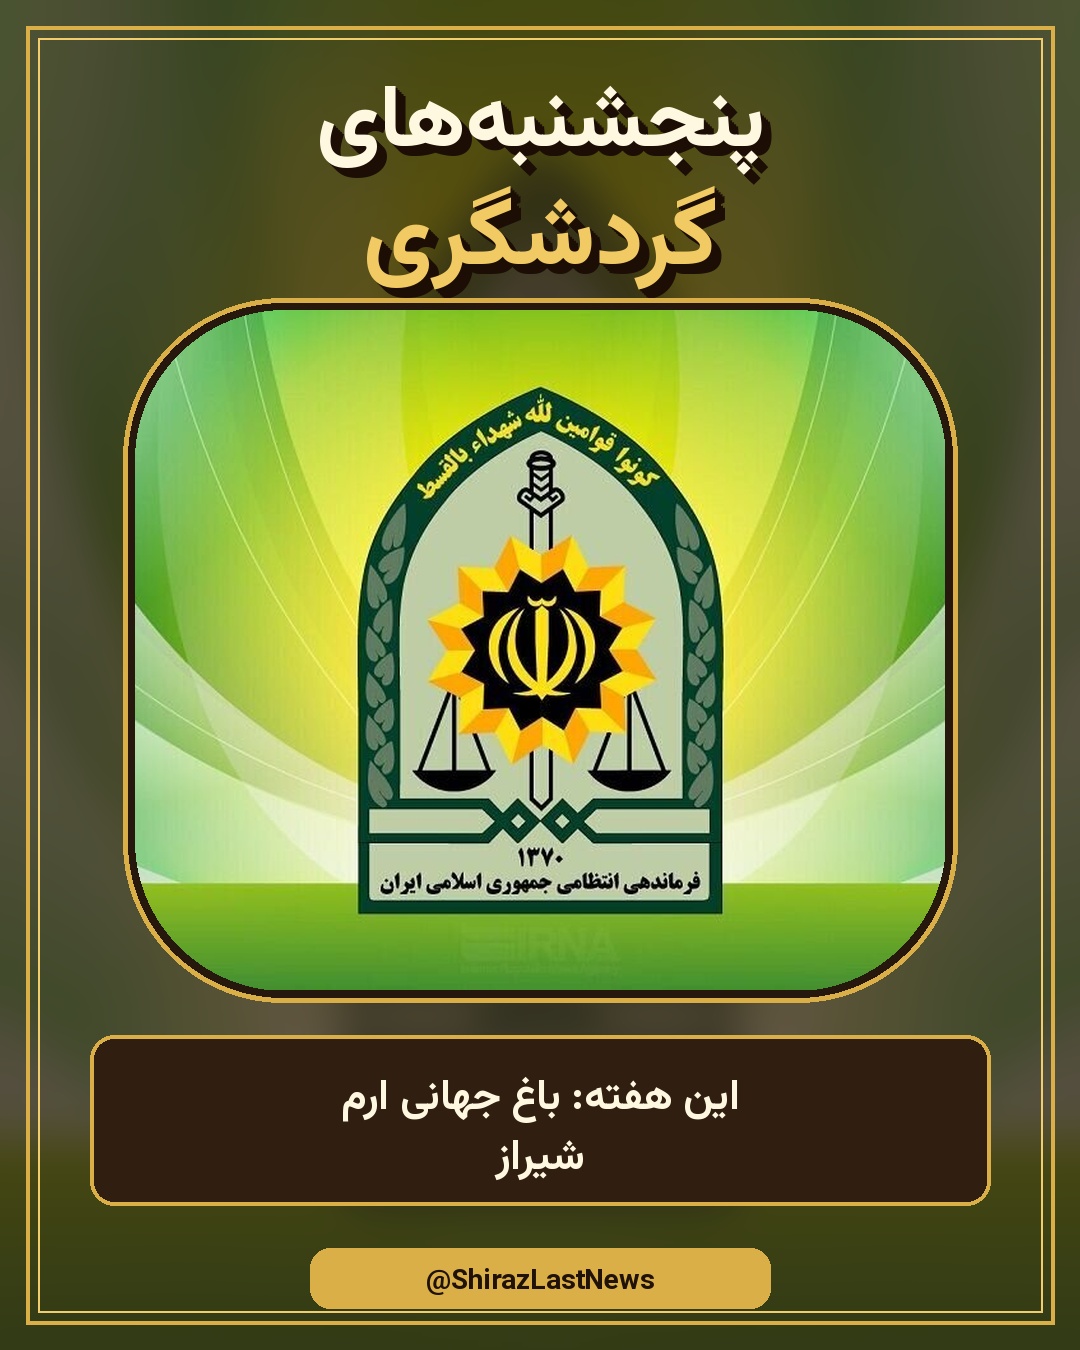 پنجشنبه‌های
گردشگری
کونوا قوامین لله شهداء بالقسط
۱۳۷۰
فرماندهی انتظامی جمهوری اسلامی ایران
IRNA
این هفته: باغ جهانی ارم
شیراز
@ShirazLastNews